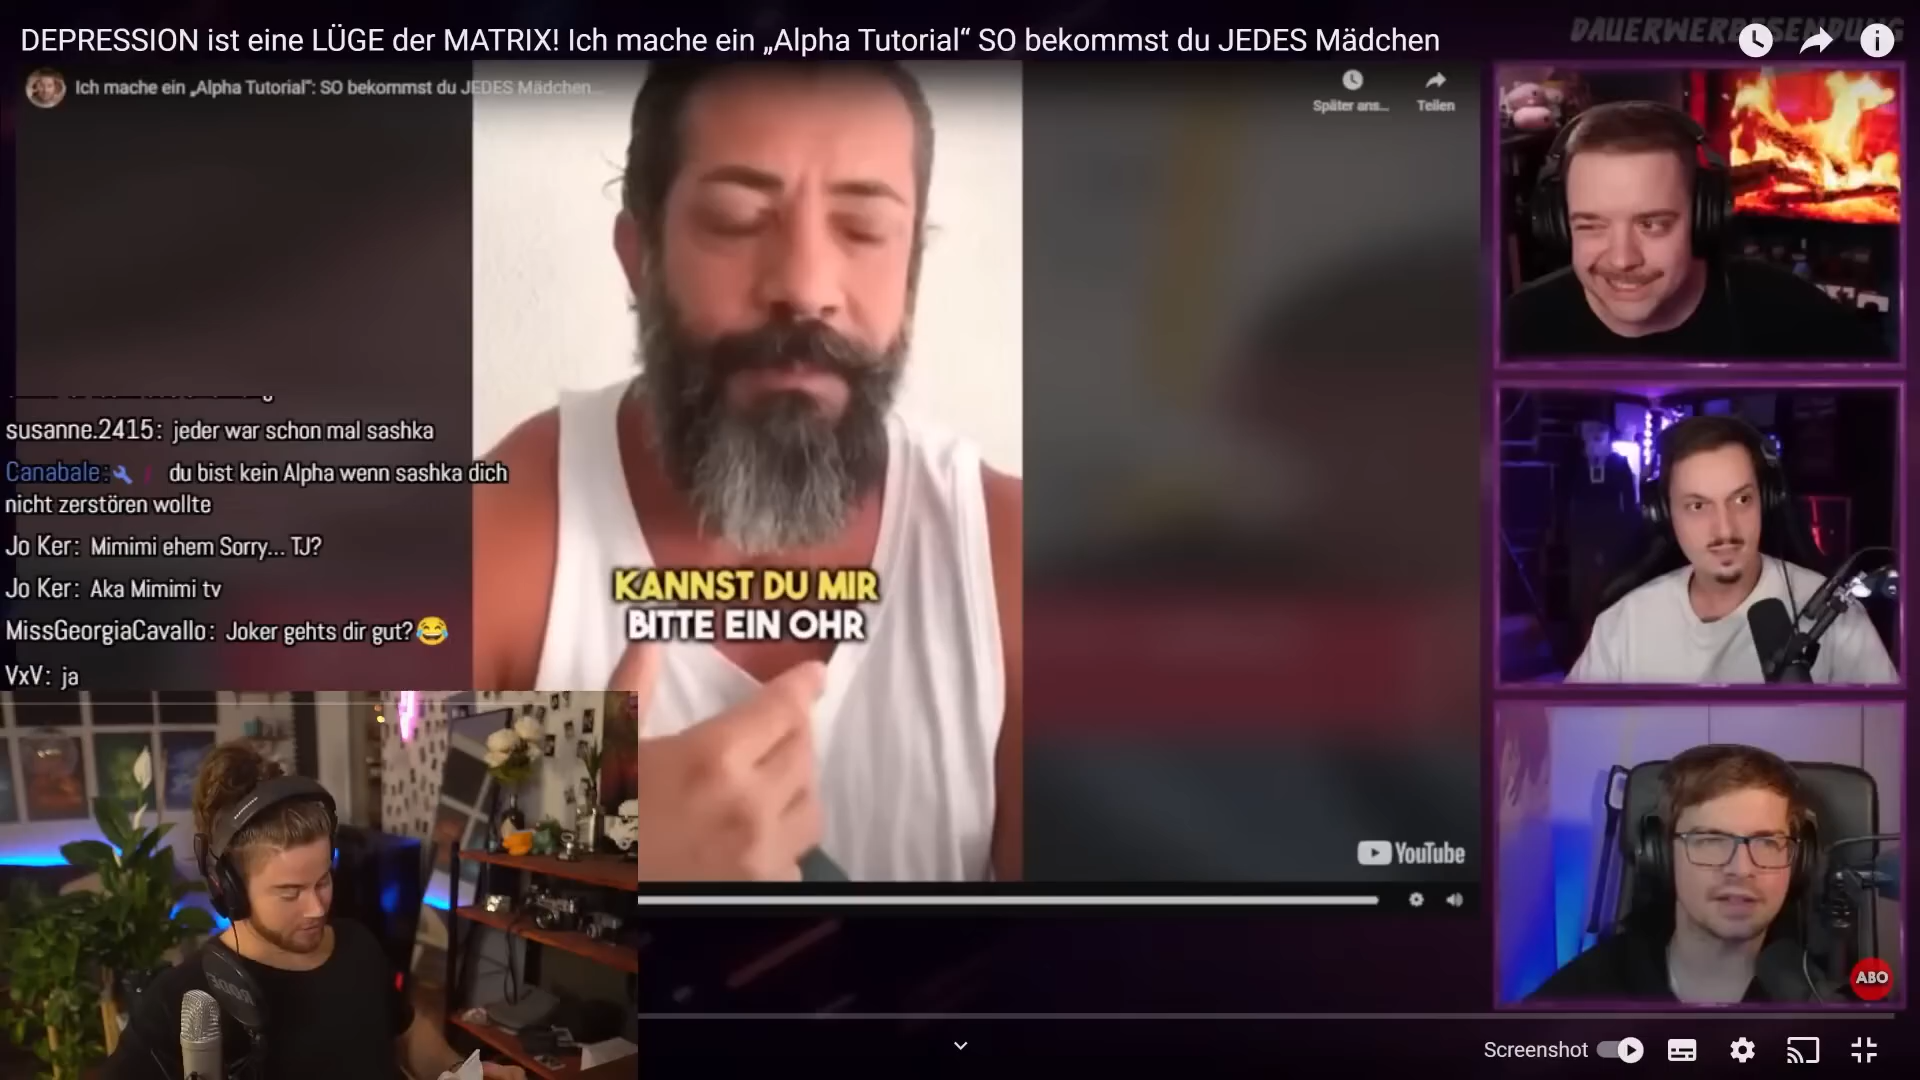 DEPRESSION ist eine LÜGE der MATRIX! Ich mache ein „Alpha Tutorial“ SO bekommst du JEDES Mädchen
DAUERWERBESENDUNG
Ich mache ein „Alpha Tutorial“: SO bekommst du JEDES Mädchen...
Später ans...
Teilen
susanne.2415: jeder war schon mal sashka
Canabale: du bist kein Alpha wenn sashka dich
nicht zerstören wollte
Jo Ker: Mimimi ehem Sorry... TJ?
Jo Ker: Aka Mimimi tv
MissGeorgiaCavallo: Joker gehts dir gut?😂
VxV: ja
KANNST DU MIR
BITTE EIN OHR
YouTube
RODE
ABO
Screenshot